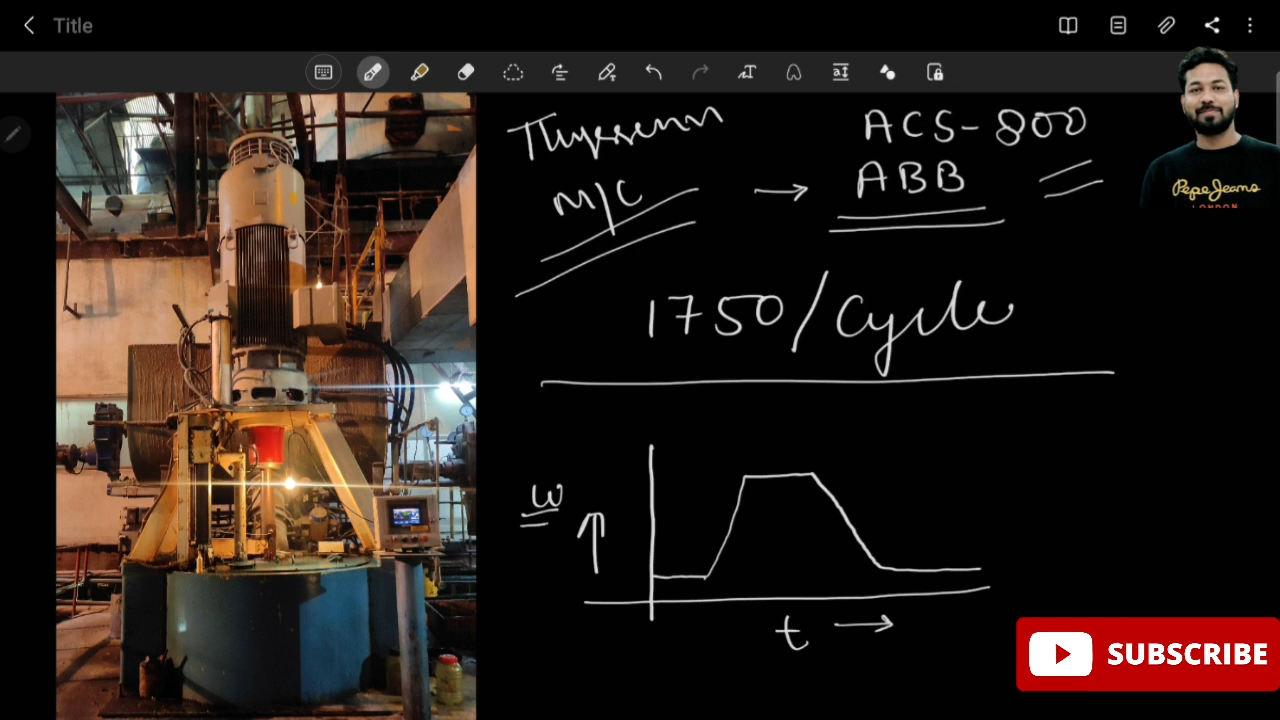 Title
Thyssenn
ACS-800
M/C → ABB
1750/Cycle
ω ↑
t →
Pepe Jeans
LONDON
SUBSCRIBE